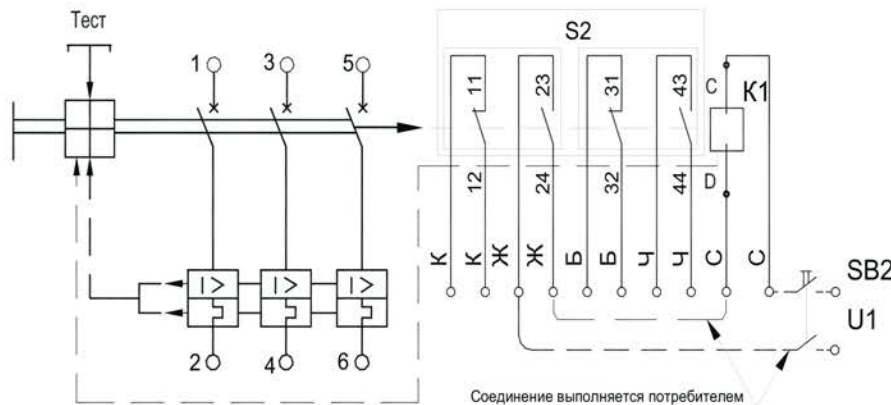 Тест
S2
1 3 5
11 23 31 43
C K1
12 24 32 44
D
К К Ж Ж Б Б Ч Ч С С
SB2
I> I> I>
U1
2 4 6
Соединение выполняется потребителем